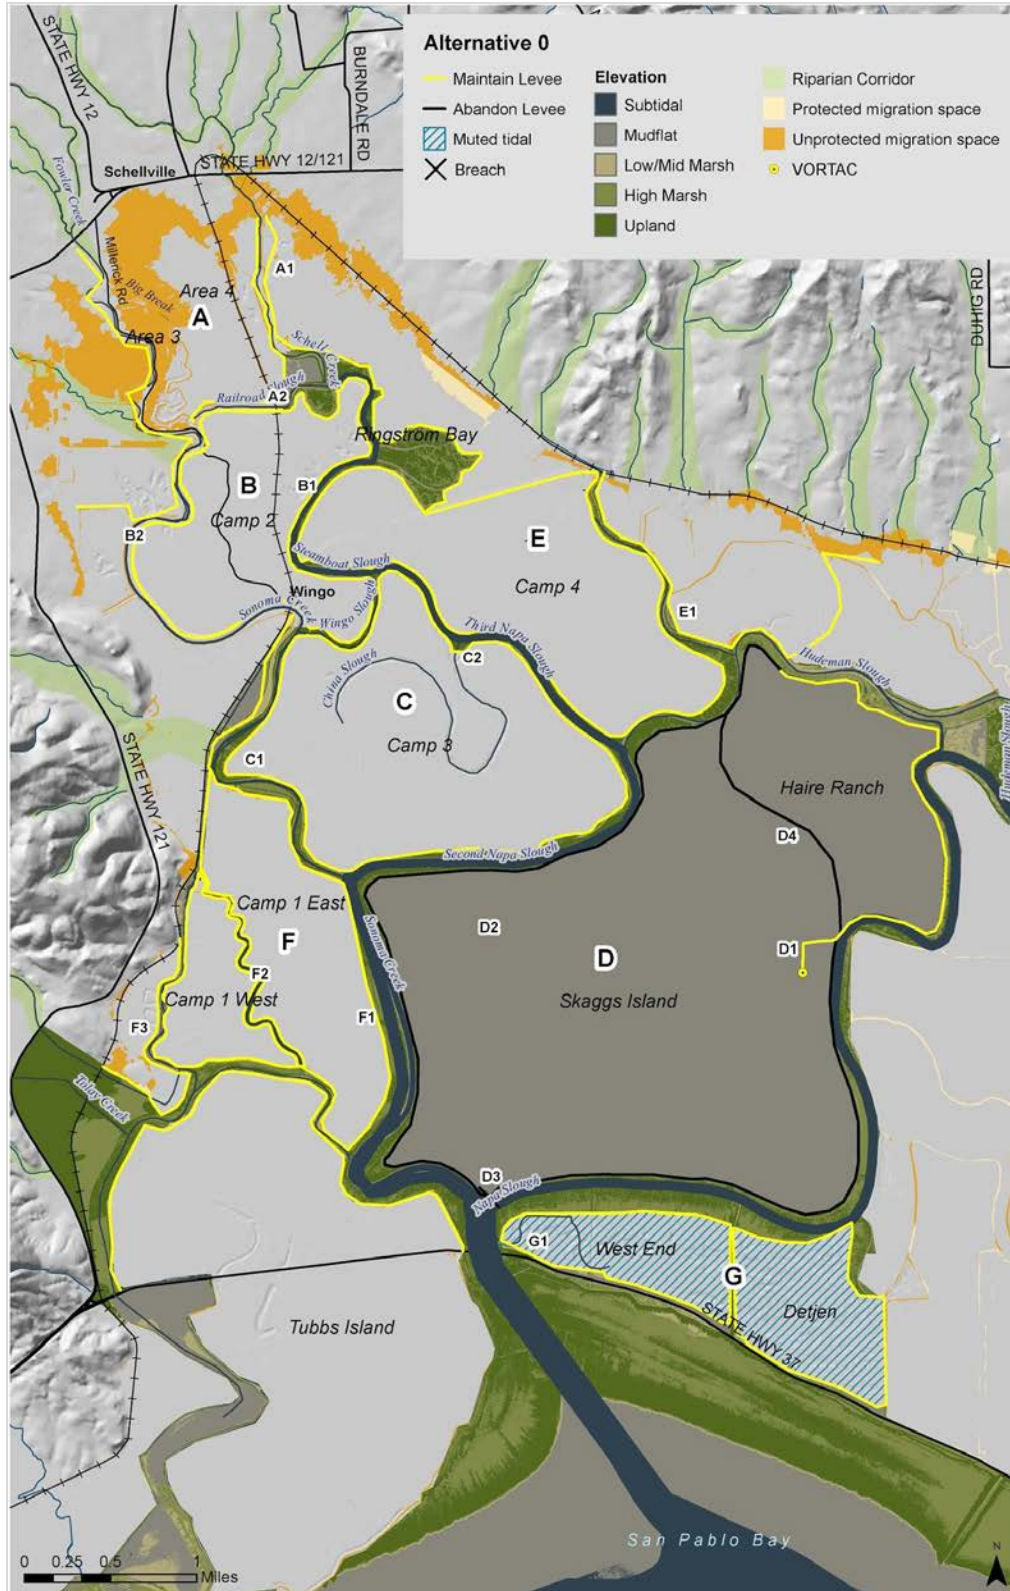 Alternative 0
Maintain Levee
Abandon Levee
Muted tidal
Breach
Elevation
Subtidal
Mudflat
Low/Mid Marsh
High Marsh
Upland
Riparian Corridor
Protected migration space
Unprotected migration space
VORTAC
STATE HWY 12
BURNDALE RD
STATE HWY 12/121
Schellville
Fowler Creek
Millerick Rd
Big Break
Area 4
A1
A
Area 3
DUHIG RD
Schell Creek
Railroad Slough
A2
Ringstrom Bay
B
B1
Camp 2
B2
E
Steamboat Slough
Camp 4
Wingo
Sonoma Creek
Wingo Slough
E1
Third Napa Slough
C2
Hudeman Slough
China Slough
C
Camp 3
C1
Hudeman Slough
STATE HWY 121
Haire Ranch
D4
Second Napa Slough
Camp 1 East
Sonoma Creek
D2
F
D
D1
F2
Camp 1 West
Skaggs Island
F3
F1
Tolay Creek
D3
Napa Slough
G1
West End
G
Detjen
STATE HWY 37
Tubbs Island
San Pablo Bay
0 0.25 0.5 1
Miles
N